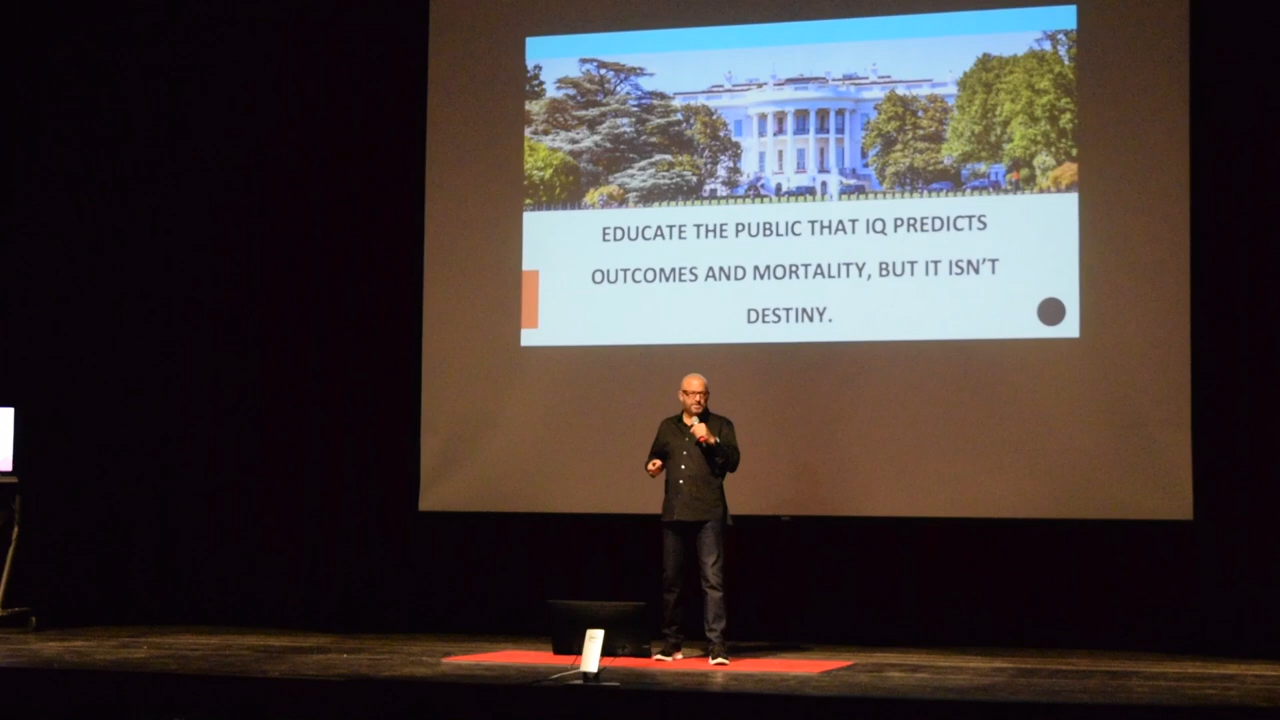 EDUCATE THE PUBLIC THAT IQ PREDICTS
OUTCOMES AND MORTALITY, BUT IT ISN'T
DESTINY.